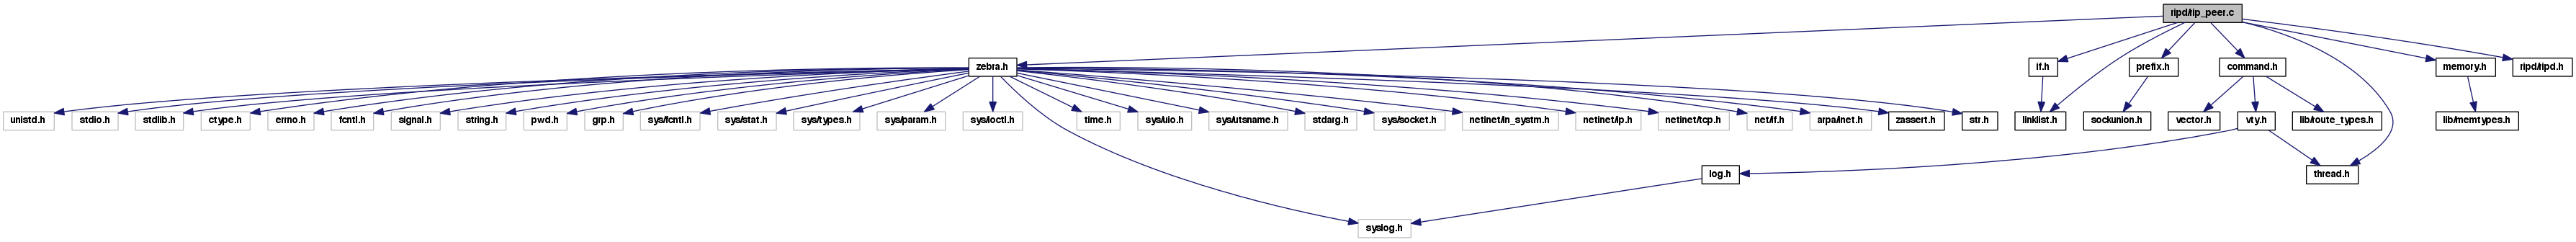 ripd/rip_peer.c
zebra.h
if.h
prefix.h
command.h
memory.h
ripd/ripd.h
unistd.h
stdio.h
stdlib.h
ctype.h
errno.h
fcntl.h
signal.h
string.h
pwd.h
grp.h
sys/fcntl.h
sys/stat.h
sys/types.h
sys/param.h
sys/ioctl.h
time.h
sys/uio.h
sys/utsname.h
stdarg.h
sys/socket.h
netinet/in_systm.h
netinet/ip.h
netinet/tcp.h
net/if.h
arpa/inet.h
zassert.h
str.h
linklist.h
sockunion.h
vector.h
vty.h
lib/route_types.h
lib/memtypes.h
log.h
thread.h
syslog.h